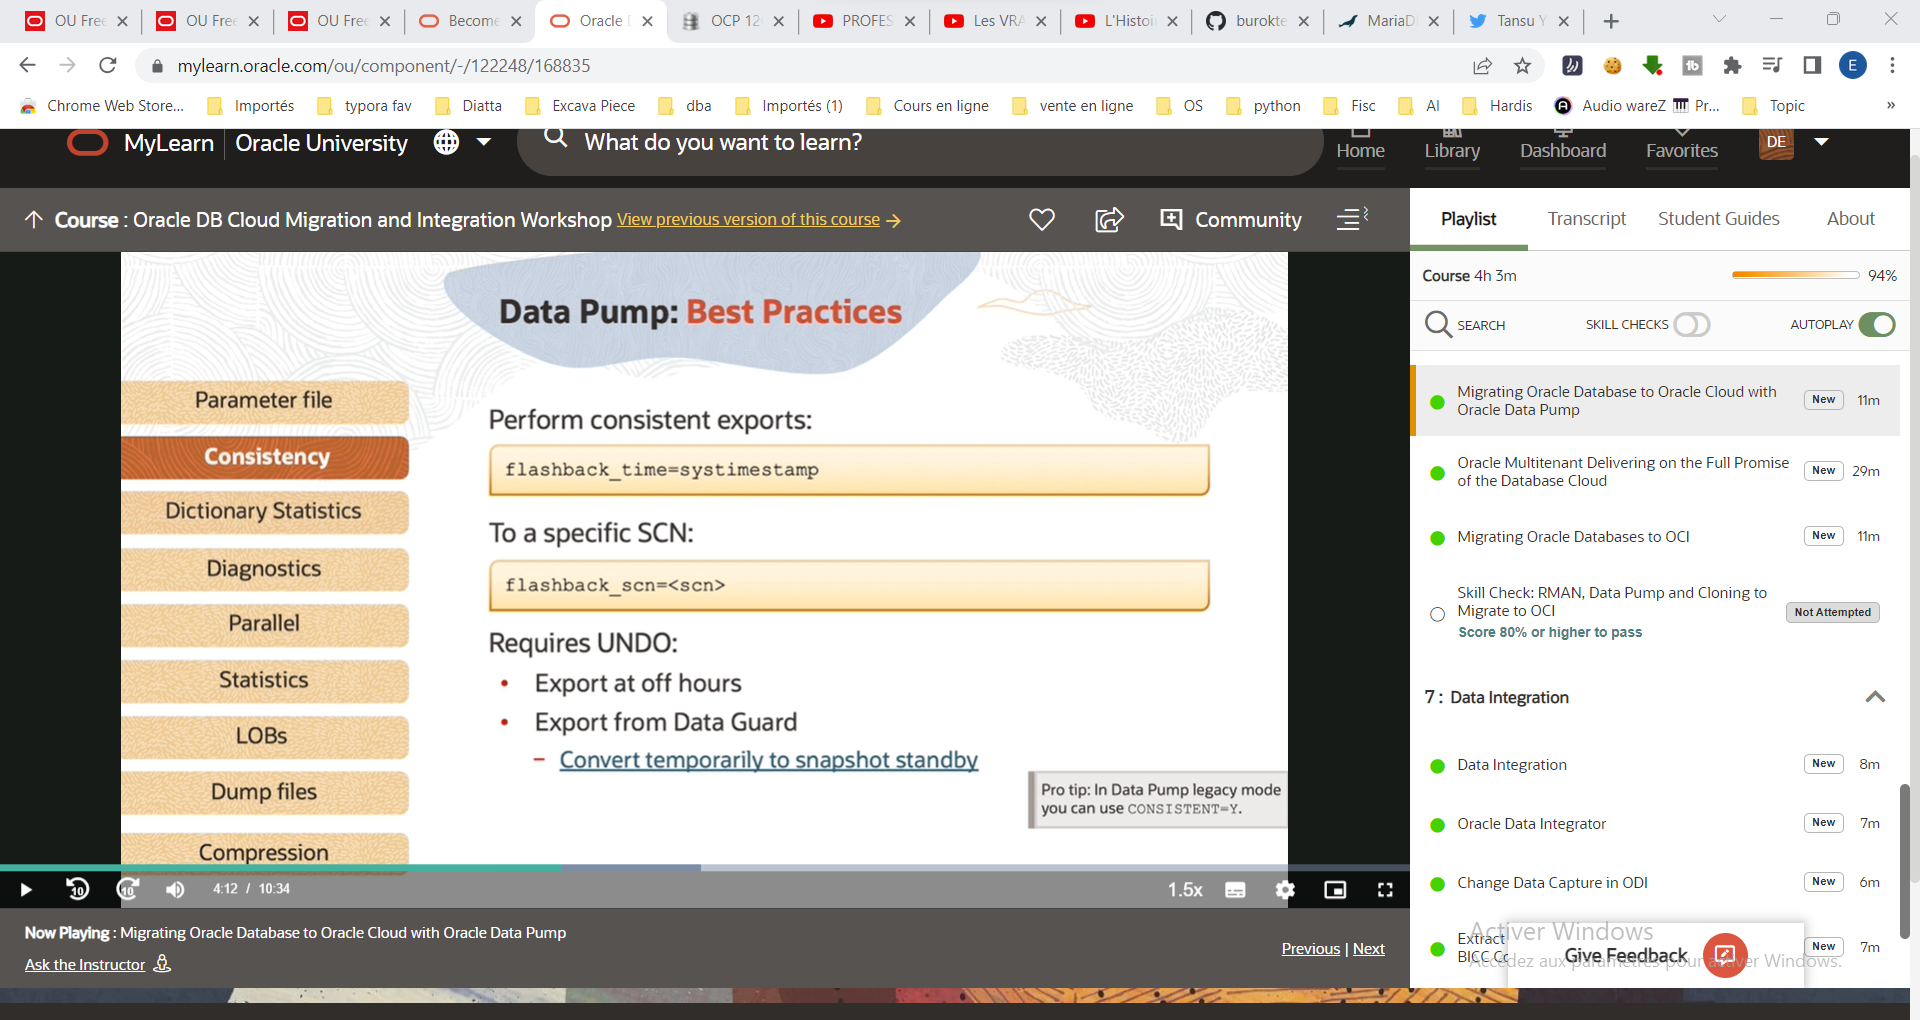 OU Free
OU Free
OU Free
Become
Oracle
OCP 12
PROFES
Les VRA
L'Histoi
burokte
MariaD
Tansu Y
mylearn.oracle.com/ou/component/-/122248/168835
E
Chrome Web Store...
Importés
typora fav
Diatta
Excava Piece
dba
Importés (1)
Cours en ligne
vente en ligne
OS
python
Fisc
AI
Hardis
Audio wareZ
Pr...
Topic
»
MyLearn
Oracle University
What do you want to learn?
Home
Library
Dashboard
Favorites
DE
Course : Oracle DB Cloud Migration and Integration Workshop View previous version of this course →
Community
Playlist
Transcript
Student Guides
About
Course 4h 3m
94%
SEARCH
SKILL CHECKS
AUTOPLAY
Data Pump: Best Practices
Parameter file
Consistency
Dictionary Statistics
Diagnostics
Parallel
Statistics
LOBs
Dump files
Compression
Perform consistent exports:
flashback_time=systimestamp
To a specific SCN:
flashback_scn=<scn>
Requires UNDO:
• Export at off hours
• Export from Data Guard
– Convert temporarily to snapshot standby
Pro tip: In Data Pump legacy mode
you can use CONSISTENT=Y.
10
10
4:12 / 10:34
1.5x
Now Playing : Migrating Oracle Database to Oracle Cloud with Oracle Data Pump
Ask the Instructor
Previous | Next
Migrating Oracle Database to Oracle Cloud with
Oracle Data Pump
New
11m
Oracle Multitenant Delivering on the Full Promise
of the Database Cloud
New
29m
Migrating Oracle Databases to OCI
New
11m
Skill Check: RMAN, Data Pump and Cloning to
Migrate to OCI
Score 80% or higher to pass
Not Attempted
7 : Data Integration
Data Integration
New
8m
Oracle Data Integrator
New
7m
Change Data Capture in ODI
New
6m
Extract
BICC
New
7m
Give Feedback
Activer Windows
Accédez aux paramètres pour activer Windows.